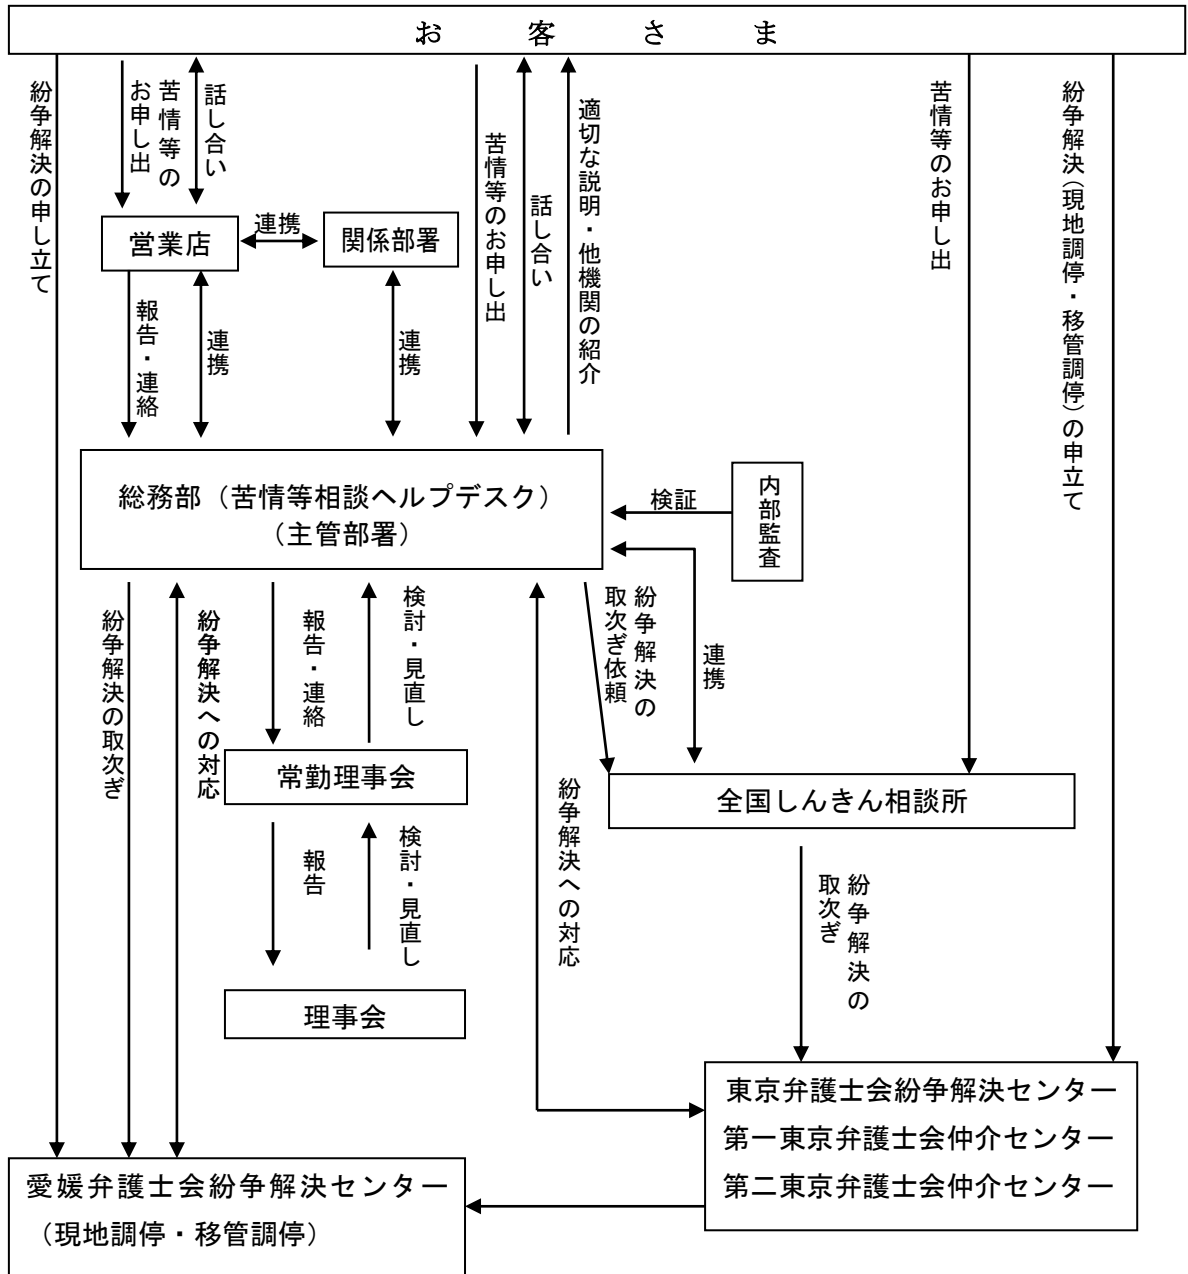 お客さま
紛争解決の申し立て
苦情等の
お申し出
話し合い
苦情等のお申し出
話し合い
適切な説明・他機関の紹介
苦情等のお申し出
紛争解決(現地調停・移管調停)の申立て
営業店
連携
関係部署
報告・連絡
連携
連携
総務部（苦情等相談ヘルプデスク）
（主管部署）
検証
内部監査
紛争解決の取次ぎ
紛争解決への対応
報告・連絡
検討・見直し
紛争解決の
取次ぎ依頼
連携
常勤理事会
全国しんきん相談所
報告
検討・見直し
紛争解決への対応
紛争解決の
取次ぎ
理事会
東京弁護士会紛争解決センター
第一東京弁護士会仲介センター
第二東京弁護士会仲介センター
愛媛弁護士会紛争解決センター
（現地調停・移管調停）